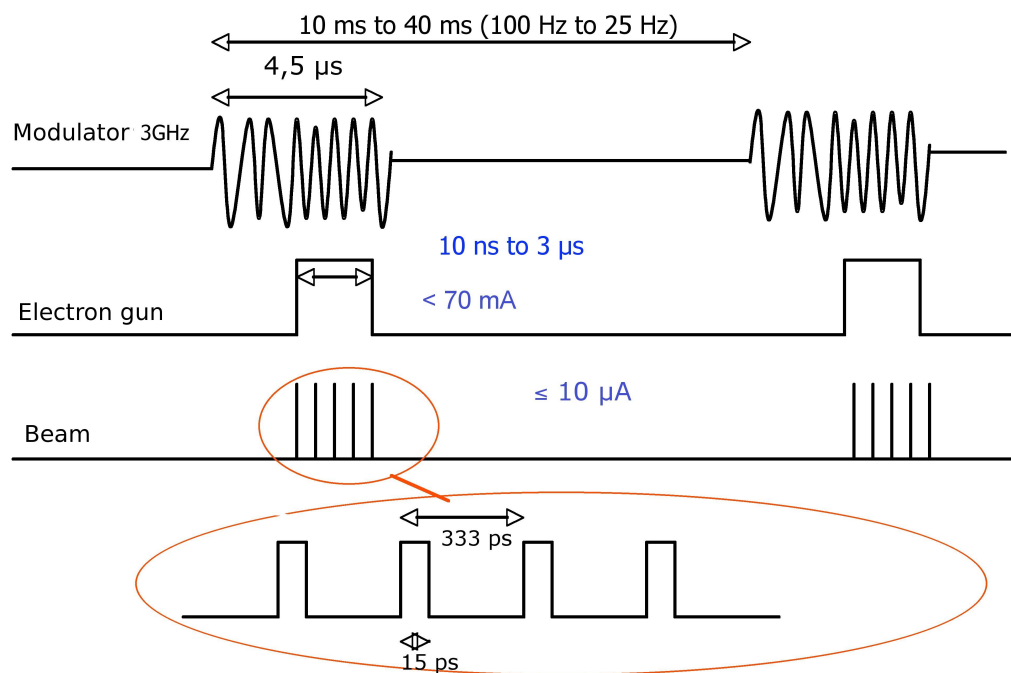 10 ms to 40 ms (100 Hz to 25 Hz)
4,5 µs
Modulator 3GHz
10 ns to 3 µs
< 70 mA
Electron gun
≤ 10 µA
Beam
333 ps
15 ps